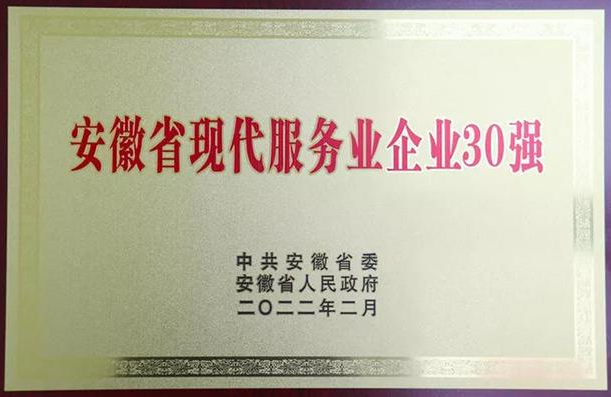 安徽省现代服务业企业30强
中共安徽省委
安徽省人民政府
二〇二二年二月